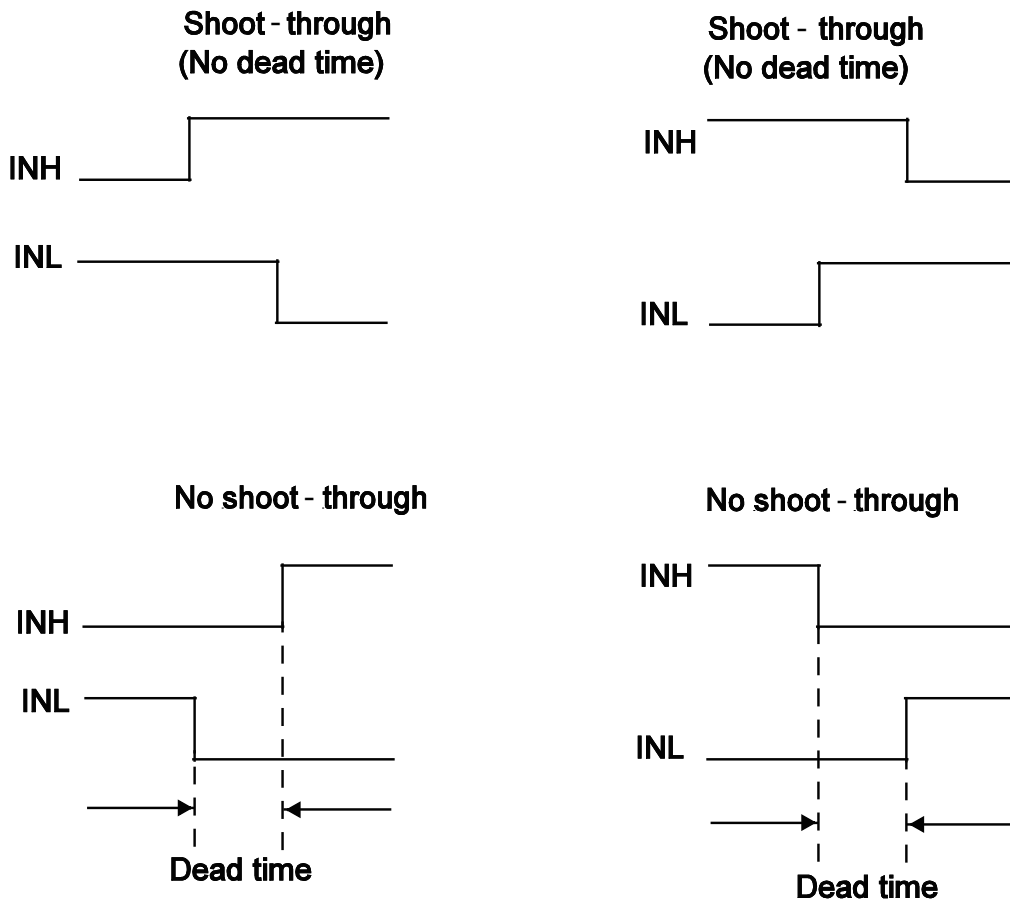 Shoot - through
(No dead time)
INH
INL
Shoot - through
(No dead time)
INH
INL
No shoot - through
INH
INL
Dead time
No shoot - through
INH
INL
Dead time